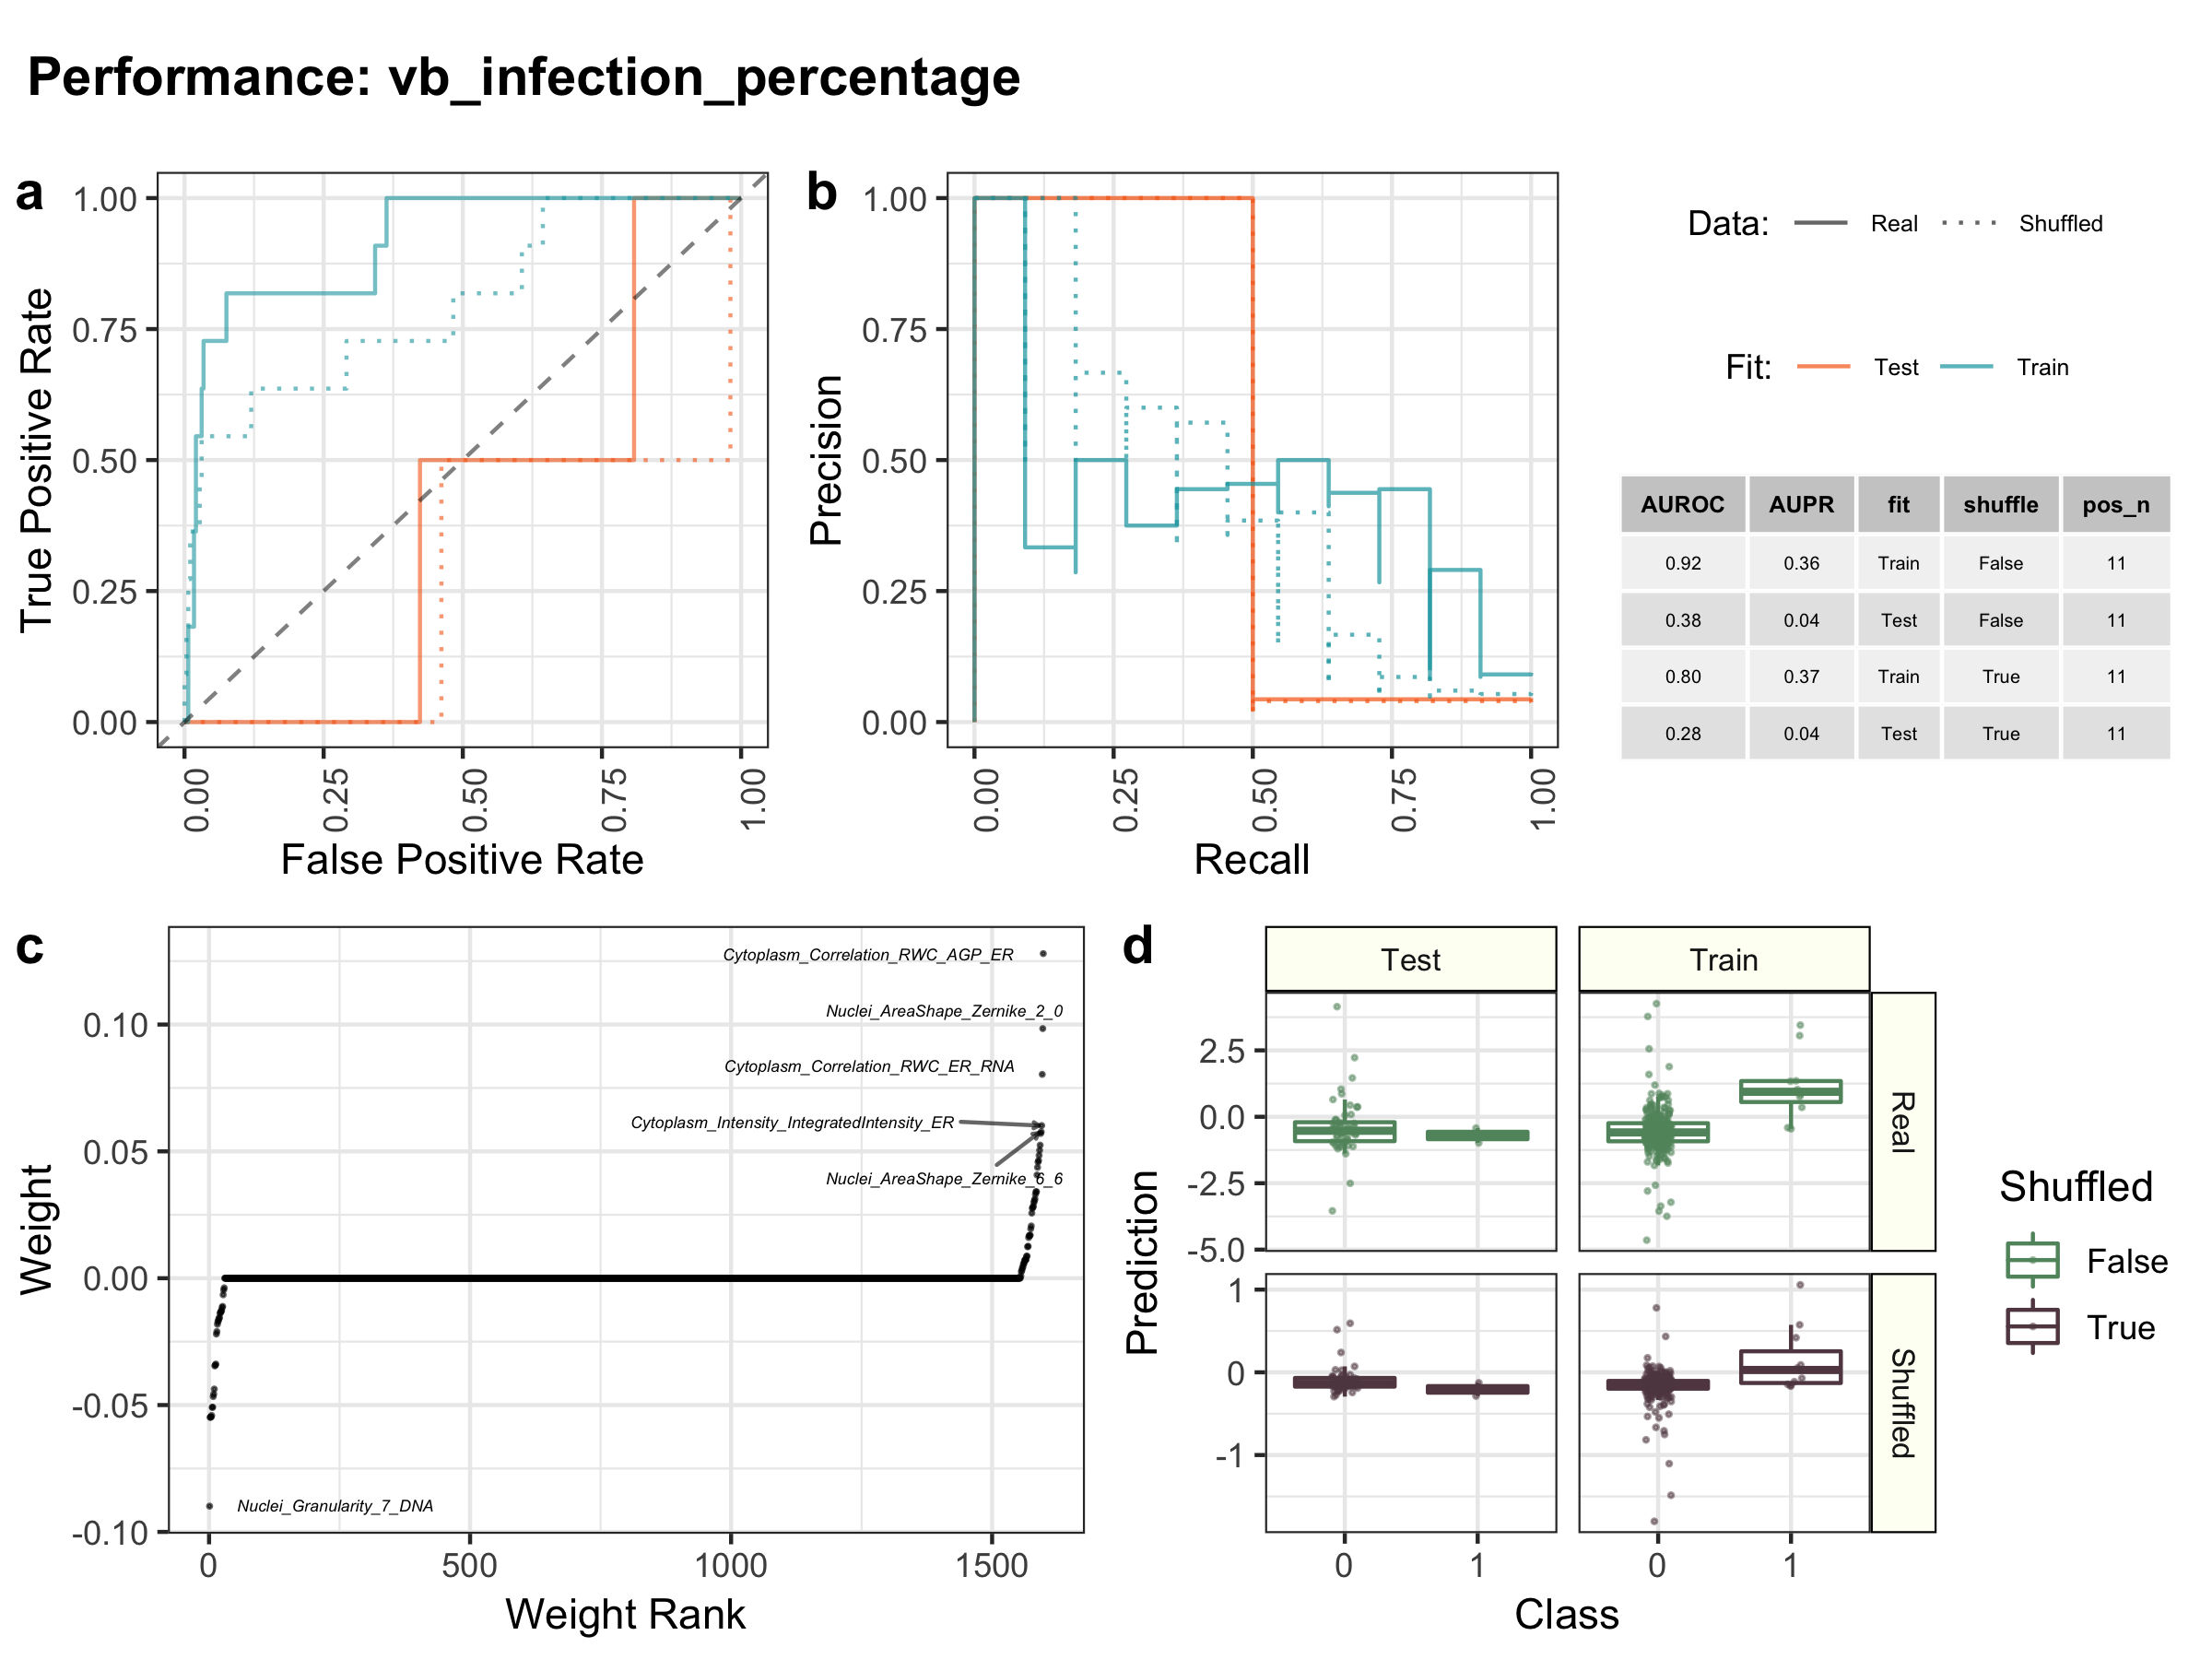 Performance: vb_infection_percentage
a
1.00
0.75
0.50
0.25
0.00
True Positive Rate
0.00
0.25
0.50
0.75
1.00
False Positive Rate
b
1.00
0.75
0.50
0.25
0.00
Precision
0.00
0.25
0.50
0.75
1.00
Recall
Data: Real Shuffled
Fit: Test Train
AUROC AUPR fit shuffle pos_n
0.92 0.36 Train False 11
0.38 0.04 Test False 11
0.80 0.37 Train True 11
0.28 0.04 Test True 11
c
0.10
0.05
0.00
-0.05
-0.10
Weight
Cytoplasm_Correlation_RWC_AGP_ER
Nuclei_AreaShape_Zernike_2_0
Cytoplasm_Correlation_RWC_ER_RNA
Cytoplasm_Intensity_IntegratedIntensity_ER
Nuclei_AreaShape_Zernike_6_6
Nuclei_Granularity_7_DNA
0 500 1000 1500
Weight Rank
d
Test Train
2.5
0.0
-2.5
-5.0
Real
1
0
-1
Shuffled
Prediction
0 1 0 1
Class
Shuffled
False
True